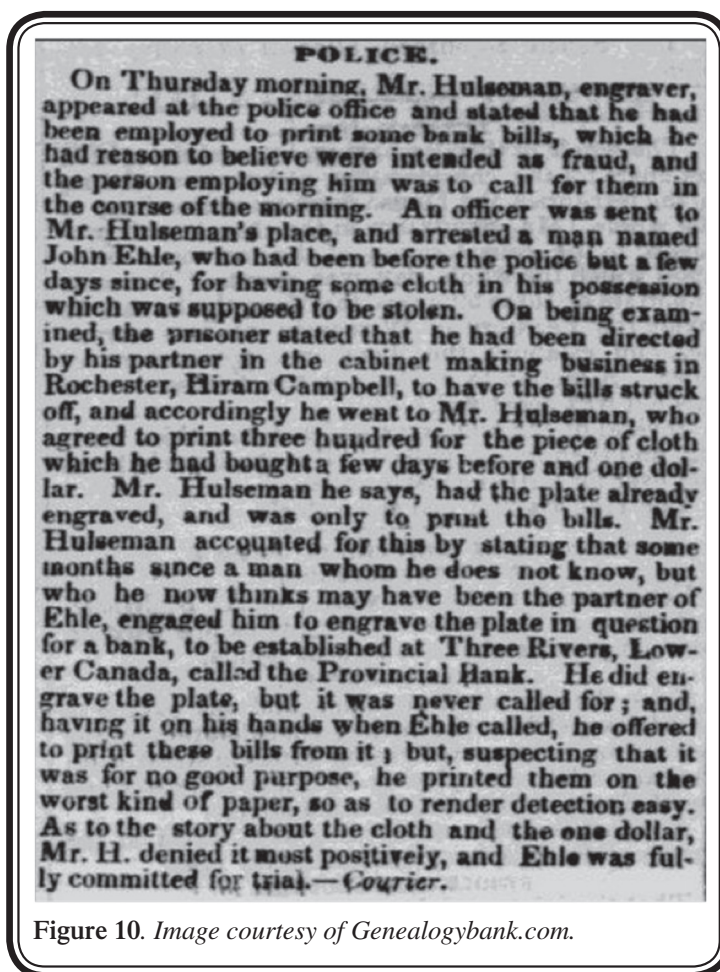 POLICE.
On Thursday morning, Mr. Hulseman, engraver,
appeared at the police office and stated that he had
been employed to print some bank bills, which he
had reason to believe were intended as fraud, and
the person employing him was to call for them in
the course of the morning. An officer was sent to
Mr. Hulseman's place, and arrested a man named
John Ehle, who had been before the police but a few
days since, for having some cloth in his possession
which was supposed to be stolen. On being exam-
ined, the prisoner stated that he had been directed
by his partner in the cabinet making business in
Rochester, Hiram Campbell, to have the bills struck
off, and accordingly he went to Mr. Hulseman, who
agreed to print three hundred for the piece of cloth
which he had bought a few days before and one dol-
lar. Mr. Hulseman he says, had the plate already
engraved, and was only to print the bills. Mr.
Hulseman accounted for this by stating that some
months since a man whom he does not know, but
who he now thinks may have been the partner of
Ehle, engaged him to engrave the plate in question
for a bank, to be established at Three Rivers, Low-
er Canada, called the Provincial Bank. He did en-
grave the plate, but it was never called for; and,
having it on his hands when Ehle called, he offered
to print these bills from it; but, suspecting that it
was for no good purpose, he printed them on the
worst kind of paper, so as to render detection easy.
As to the story about the cloth and the one dollar,
Mr. H. denied it most positively, and Ehle was ful-
ly committed for trial.—Courier.
Figure 10. Image courtesy of Genealogybank.com.